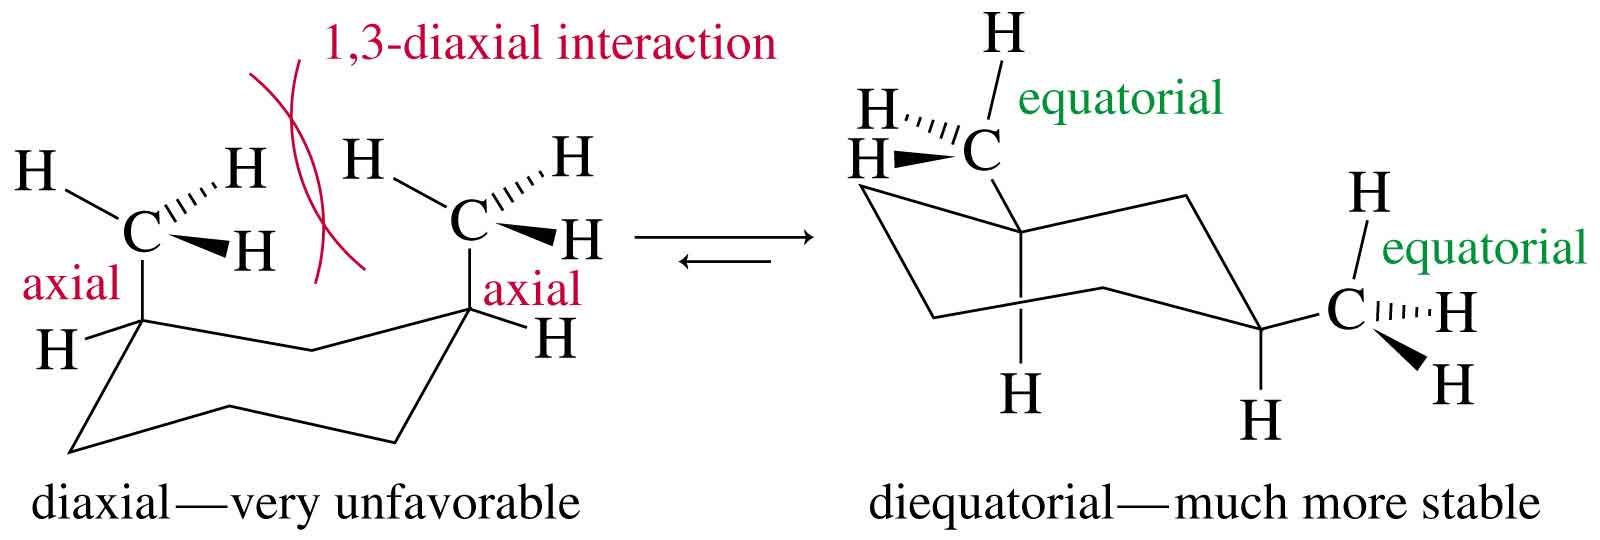 1,3-diaxial interaction
H
H
C
H
axial
H
H
H
C
H
axial
H
diaxial—very unfavorable
H
equatorial
H
H
C
H
H
equatorial
C
H
H
H
diequatorial—much more stable